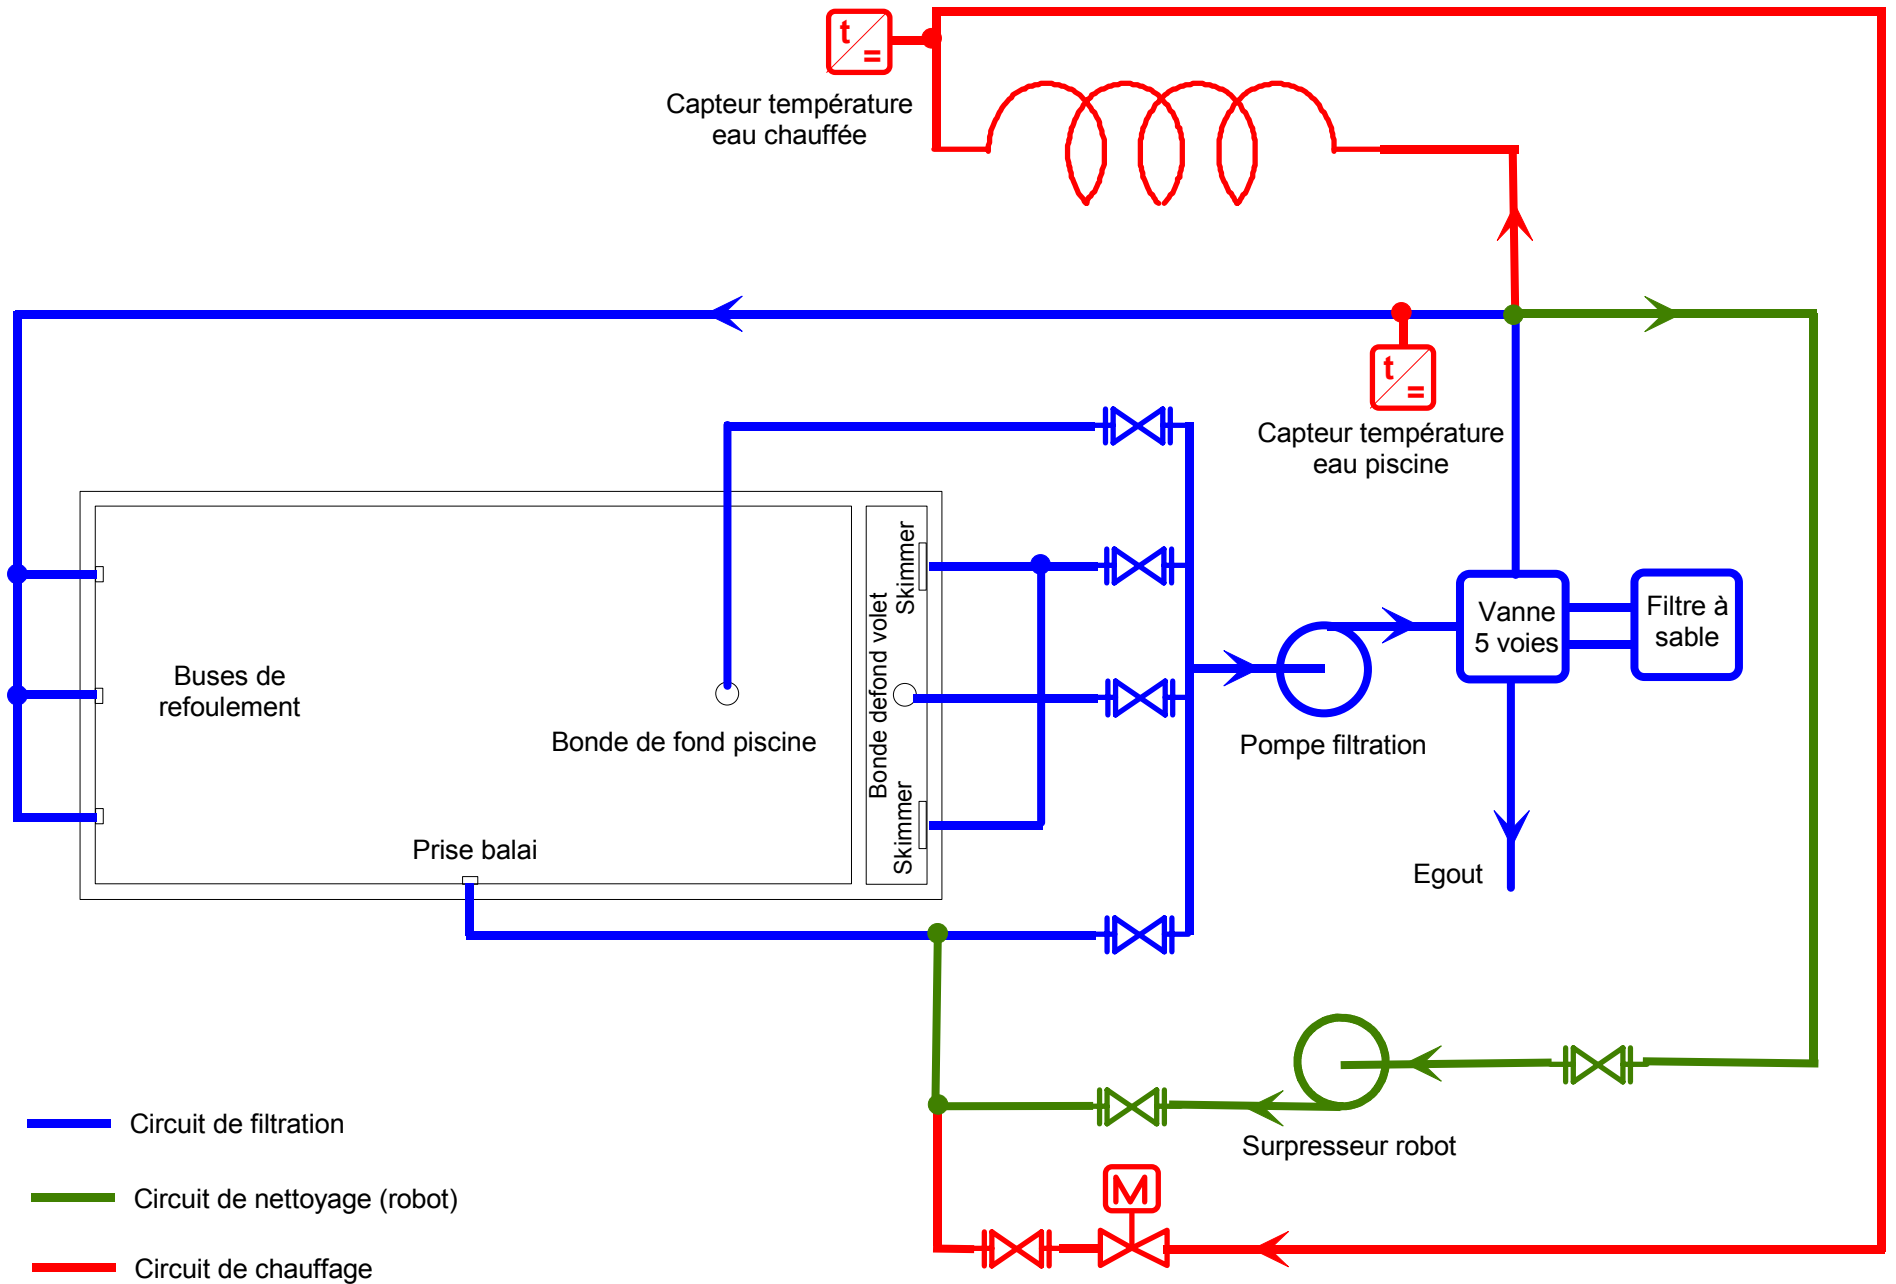 t
=
Capteur température
eau chauffée
t
=
Capteur température
eau piscine
Skimmer
Bonde defond volet
Skimmer
Buses de
refoulement
Bonde de fond piscine
Prise balai
Vanne
5 voies
Filtre à
sable
Pompe filtration
Egout
Surpresseur robot
M
Circuit de filtration
Circuit de nettoyage (robot)
Circuit de chauffage